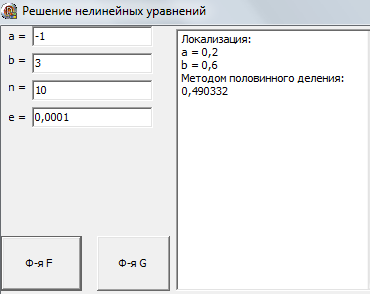 Решение нелинейных уравнений
a = -1
b = 3
n = 10
e = 0,0001
Локализация:
a = 0,2
b = 0,6
Методом половинного деления:
0,490332
Ф-я F
Ф-я G